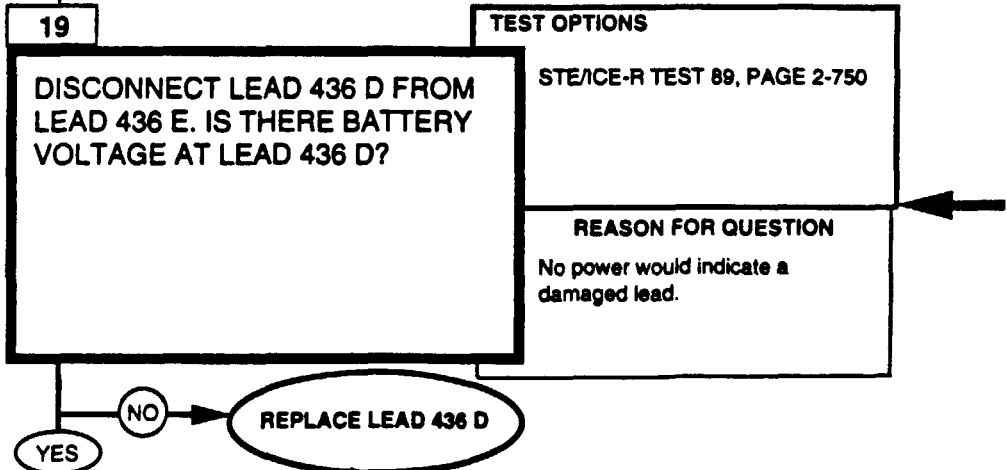 19
DISCONNECT LEAD 436 D FROM
LEAD 436 E. IS THERE BATTERY
VOLTAGE AT LEAD 436 D?
TEST OPTIONS
STE/ICE-R TEST 89, PAGE 2-750
REASON FOR QUESTION
No power would indicate a
damaged lead.
NO
REPLACE LEAD 436 D
YES